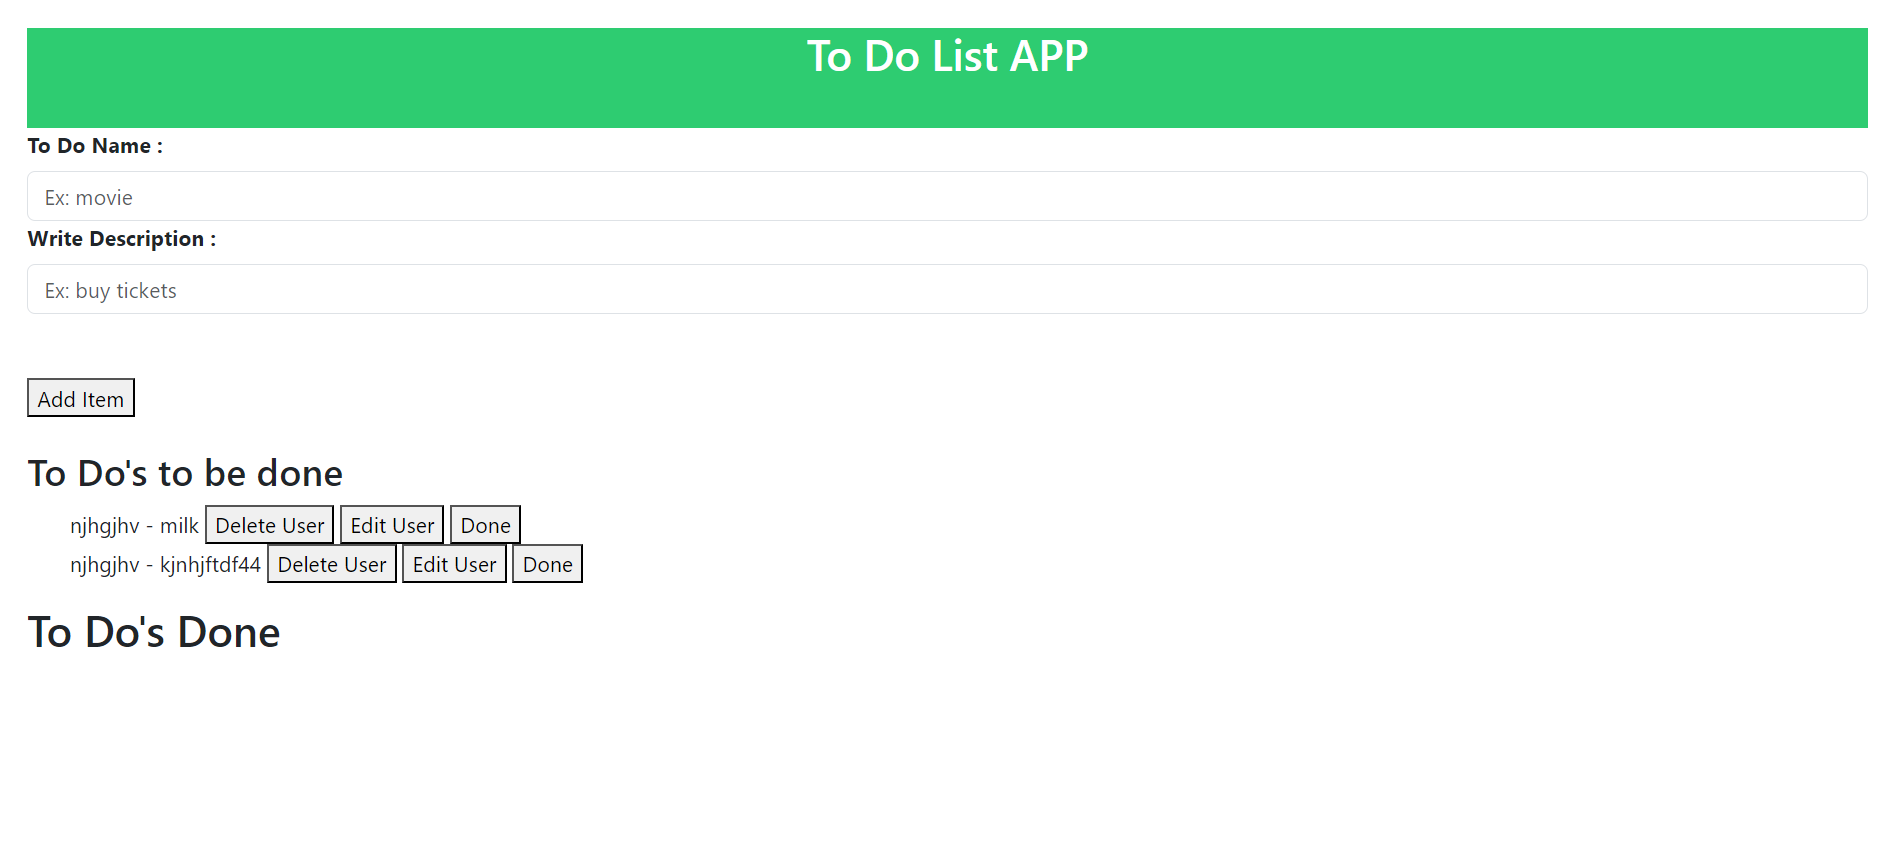 To Do List APP
To Do Name :
Ex: movie
Write Description :
Ex: buy tickets
Add Item
To Do's to be done
njhgjhv - milk Delete User Edit User Done
njhgjhv - kjnhjftdf44 Delete User Edit User Done
To Do's Done